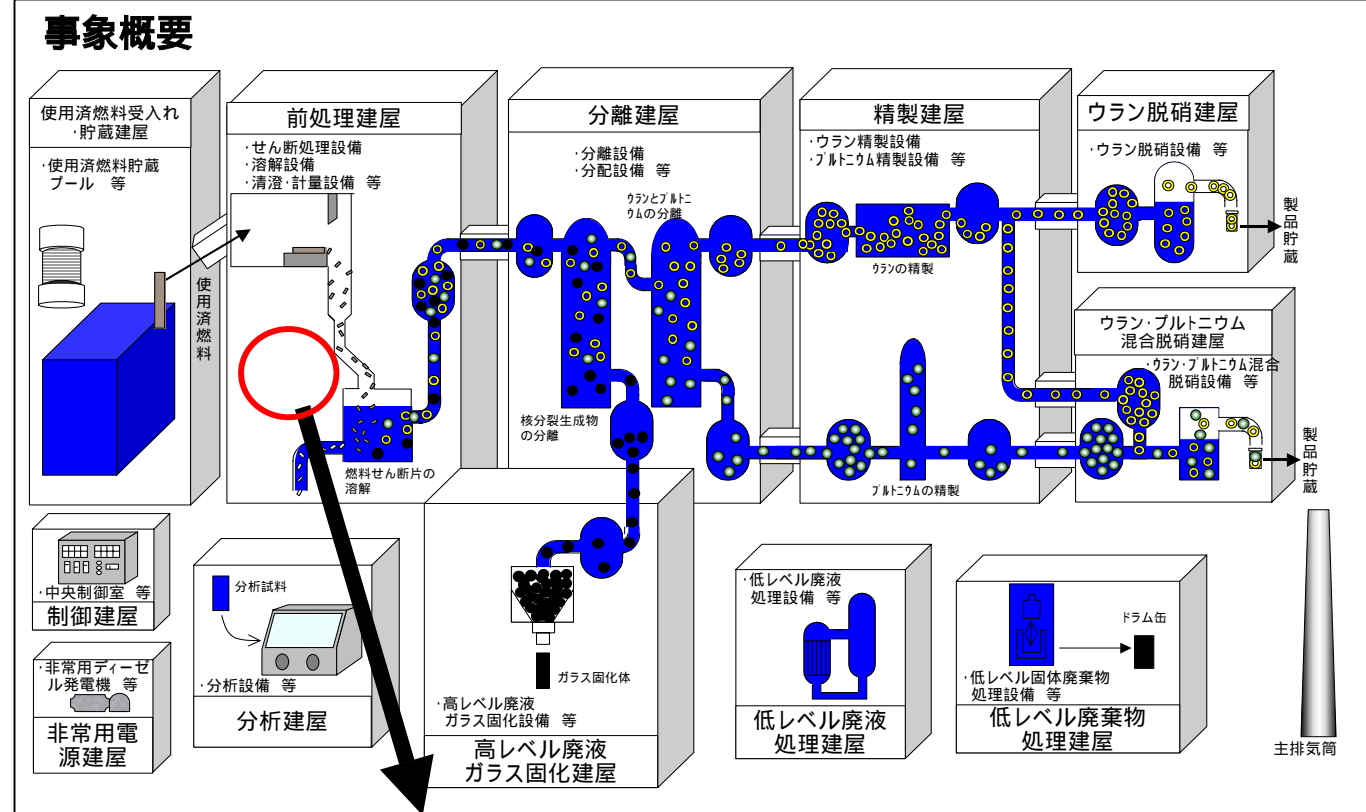 事象概要
使用済燃料受入れ
・貯蔵建屋
・使用済燃料貯蔵
プール 等
使用済燃料
前処理建屋
・せん断処理設備
・溶解設備
・清澄・計量設備 等
燃料せん断片の
溶解
分離建屋
・分離設備
・分配設備 等
ウランとプルトニ
ウムの分離
核分裂生成物
の分離
精製建屋
・ウラン精製設備
・プルトニウム精製設備 等
ウランの精製
プルトニウムの精製
ウラン脱硝建屋
・ウラン脱硝設備 等
製品貯蔵
ウラン・プルトニウム
混合脱硝建屋
・ウラン・プルトニウム混合
脱硝設備 等
製品貯蔵
・中央制御室 等
制御建屋
・非常用ディーゼ
ル発電機 等
非常用電
源建屋
分析試料
・分析設備 等
分析建屋
ガラス固化体
・高レベル廃液
ガラス固化設備 等
高レベル廃液
ガラス固化建屋
・低レベル廃液
処理設備 等
低レベル廃液
処理建屋
ドラム缶
・低レベル固体廃棄物
処理設備 等
低レベル廃棄物
処理建屋
主排気筒